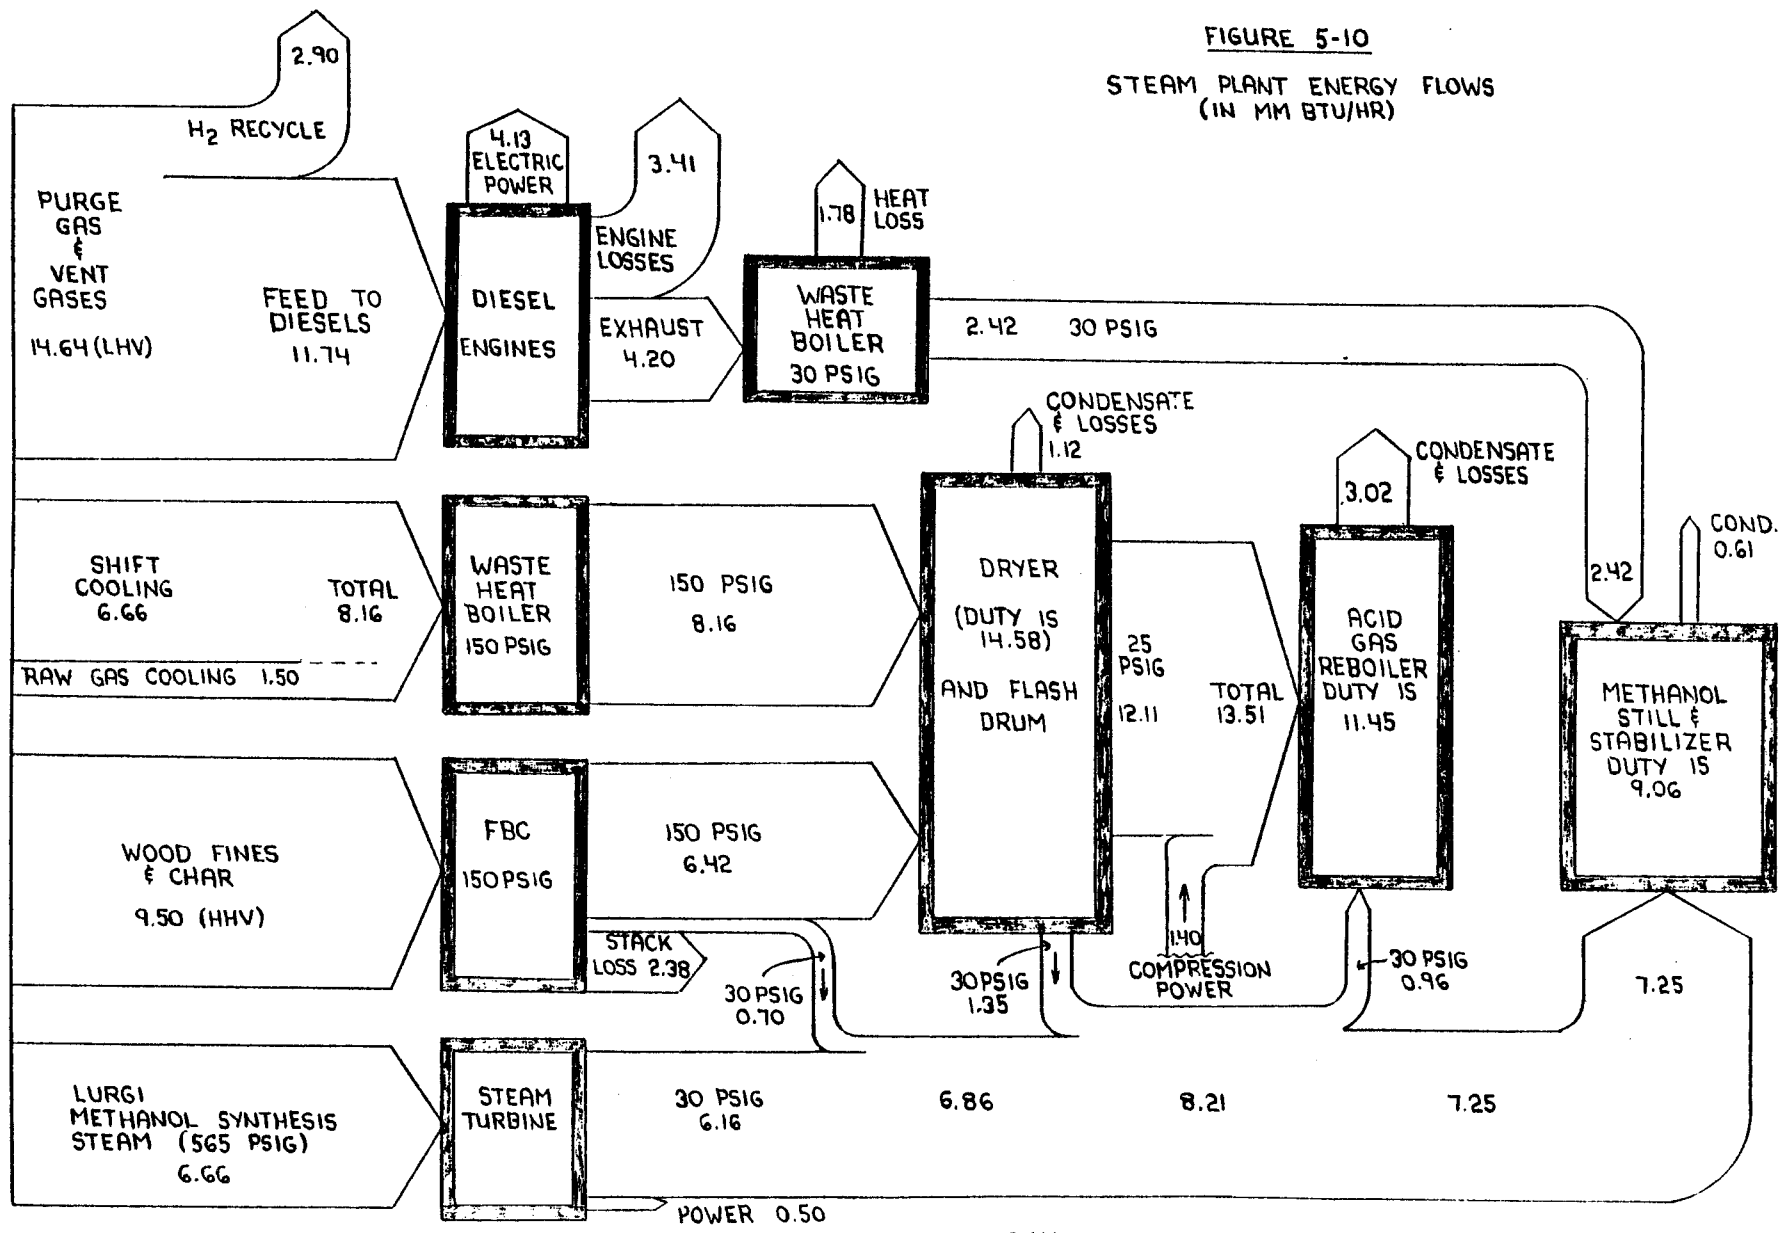 FIGURE 5-10
STEAM PLANT ENERGY FLOWS
(IN MM BTU/HR)
2.90
H2 RECYCLE
PURGE
GAS
&
VENT
GASES
14.64 (LHV)
FEED TO
DIESELS
11.74
4.13
ELECTRIC
POWER
DIESEL
ENGINES
3.41
ENGINE
LOSSES
EXHAUST
4.20
1.78
HEAT
LOSS
WASTE
HEAT
BOILER
30 PSIG
2.42 30 PSIG
2.42
SHIFT
COOLING
6.66
TOTAL
8.16
RAW GAS COOLING 1.50
WASTE
HEAT
BOILER
150 PSIG
150 PSIG
8.16
CONDENSATE
& LOSSES
1.12
DRYER
(DUTY IS
14.58)
AND FLASH
DRUM
25
PSIG
12.11
TOTAL
13.51
CONDENSATE
& LOSSES
3.02
ACID
GAS
REBOILER
DUTY IS
11.45
COND.
0.61
METHANOL
STILL &
STABILIZER
DUTY IS
9.06
WOOD FINES
& CHAR
9.50 (HHV)
FBC
150 PSIG
150 PSIG
6.42
STACK
LOSS 2.38
30 PSIG
0.70
30 PSIG
1.35
1.40
COMPRESSION
POWER
30 PSIG
0.96
7.25
LURGI
METHANOL SYNTHESIS
STEAM (565 PSIG)
6.66
STEAM
TURBINE
30 PSIG
6.16
6.86
8.21
7.25
POWER 0.50